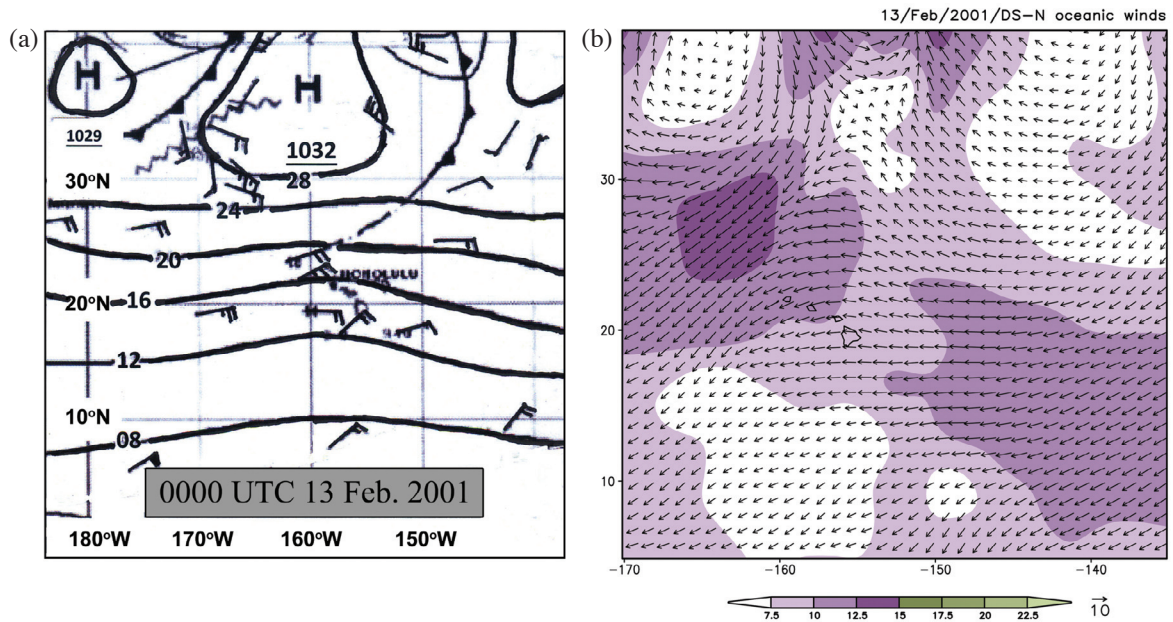 13/Feb/2001/DS-N oceanic winds
(a)
(b)
H
H
1029
1032
30°N
28
24
20
HONOLULU
20°N
16
12
10°N
08
0000 UTC 13 Feb. 2001
180°W 170°W 160°W 150°W
30
20
10
-170 -160 -150 -140
7.5 10 12.5 15 17.5 20 22.5
10